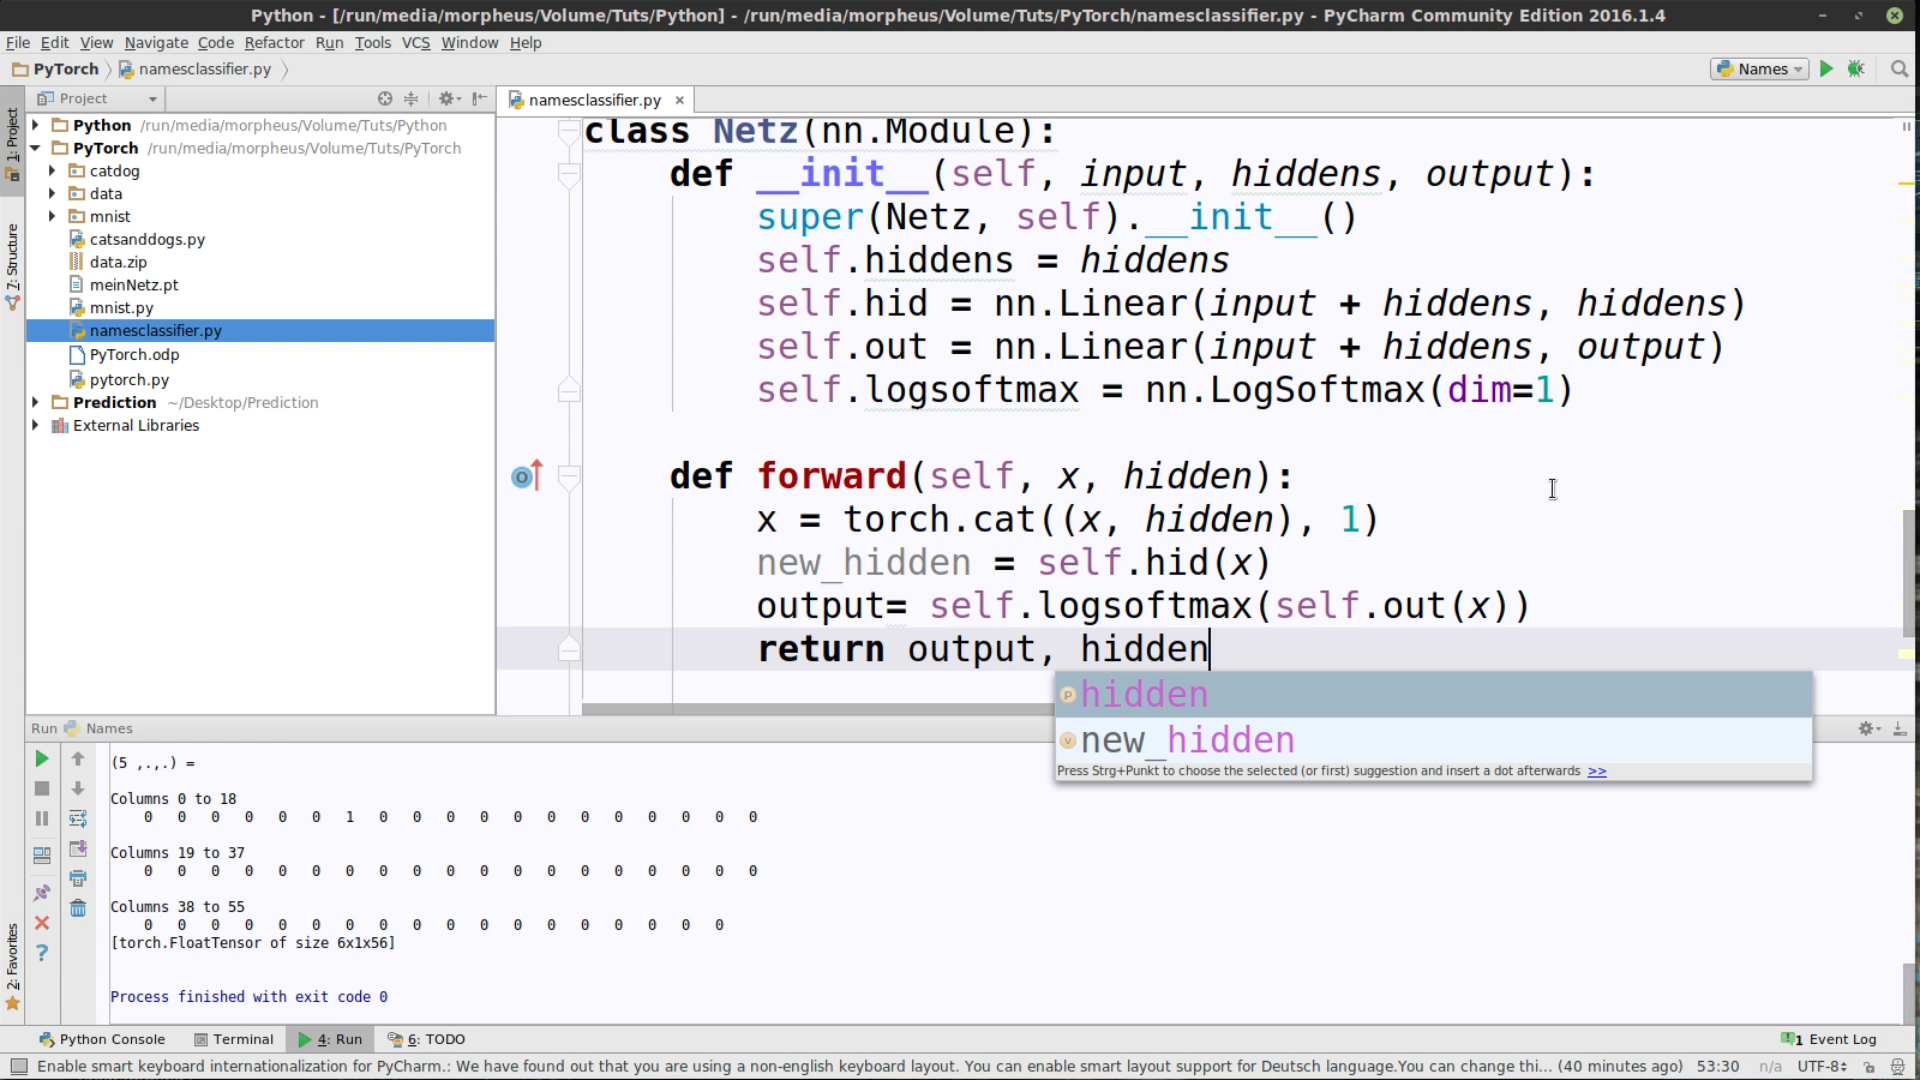 Python - [/run/media/morpheus/Volume/Tuts/Python] - /run/media/morpheus/Volume/Tuts/PyTorch/namesclassifier.py - PyCharm Community Edition 2016.1.4
File Edit View Navigate Code Refactor Run Tools VCS Window Help
PyTorch namesclassifier.py
Names
Project
namesclassifier.py
1: Project
7: Structure
2: Favorites
Python /run/media/morpheus/Volume/Tuts/Python
PyTorch /run/media/morpheus/Volume/Tuts/PyTorch
catdog
data
mnist
catsanddogs.py
data.zip
meinNetz.pt
mnist.py
namesclassifier.py
PyTorch.odp
pytorch.py
Prediction ~/Desktop/Prediction
External Libraries
class Netz(nn.Module):
def __init__(self, input, hiddens, output):
super(Netz, self).__init__()
self.hiddens = hiddens
self.hid = nn.Linear(input + hiddens, hiddens)
self.out = nn.Linear(input + hiddens, output)
self.logsoftmax = nn.LogSoftmax(dim=1)
def forward(self, x, hidden):
x = torch.cat((x, hidden), 1)
new_hidden = self.hid(x)
output= self.logsoftmax(self.out(x))
return output, hidden
hidden
new_hidden
Press Strg+Punkt to choose the selected (or first) suggestion and insert a dot afterwards >>
Run Names
(5 ,.,.) =
Columns 0 to 18
0 0 0 0 0 0 1 0 0 0 0 0 0 0 0 0 0 0 0
Columns 19 to 37
0 0 0 0 0 0 0 0 0 0 0 0 0 0 0 0 0 0 0
Columns 38 to 55
0 0 0 0 0 0 0 0 0 0 0 0 0 0 0 0 0 0
[torch.FloatTensor of size 6x1x56]
Process finished with exit code 0
Python Console Terminal 4: Run 6: TODO 1 Event Log
Enable smart keyboard internationalization for PyCharm.: We have found out that you are using a non-english keyboard layout. You can enable smart layout support for Deutsch language.You can change thi... (40 minutes ago) 53:30 n/a UTF-8